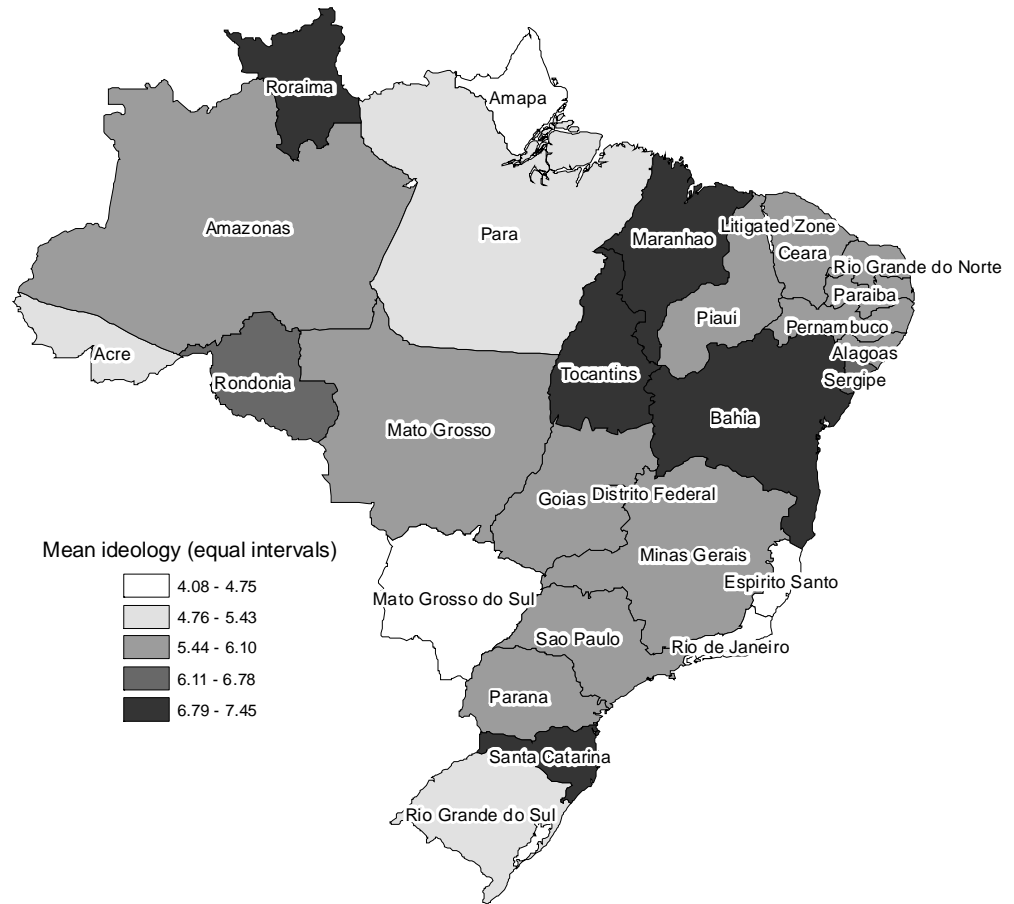 Roraima
Amapa
Amazonas
Para
Maranhao
Litigated Zone
Ceara
Rio Grande do Norte
Paraiba
Piaui
Pernambuco
Acre
Alagoas
Tocantins
Sergipe
Rondonia
Bahia
Mato Grosso
Goias
Distrito Federal
Minas Gerais
Espirito Santo
Mato Grosso do Sul
Sao Paulo
Rio de Janeiro
Parana
Santa Catarina
Rio Grande do Sul
Mean ideology (equal intervals)
4.08 - 4.75
4.76 - 5.43
5.44 - 6.10
6.11 - 6.78
6.79 - 7.45